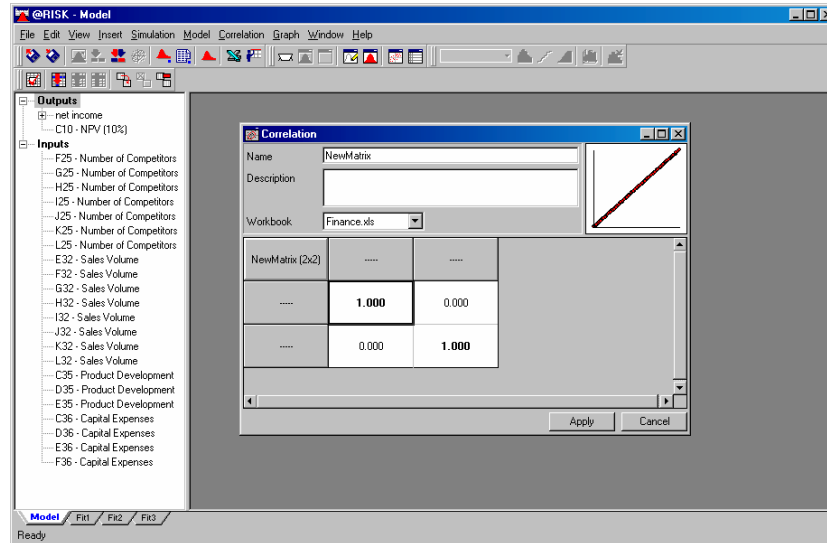 @RISK - Model
File Edit View Insert Simulation Model Correlation Graph Window Help
Outputs
net income
C10 - NPV (10%)
Inputs
F25 - Number of Competitors
G25 - Number of Competitors
H25 - Number of Competitors
I25 - Number of Competitors
J25 - Number of Competitors
K25 - Number of Competitors
L25 - Number of Competitors
E32 - Sales Volume
F32 - Sales Volume
G32 - Sales Volume
H32 - Sales Volume
I32 - Sales Volume
J32 - Sales Volume
K32 - Sales Volume
L32 - Sales Volume
C35 - Product Development
D35 - Product Development
E35 - Product Development
C36 - Capital Expenses
D36 - Capital Expenses
E36 - Capital Expenses
F36 - Capital Expenses
Correlation
Name NewMatrix
Description
Workbook Finance.xls
NewMatrix (2x2) ----- -----
----- 1.000 0.000
----- 0.000 1.000
Apply Cancel
Model Fit1 Fit2 Fit3
Ready